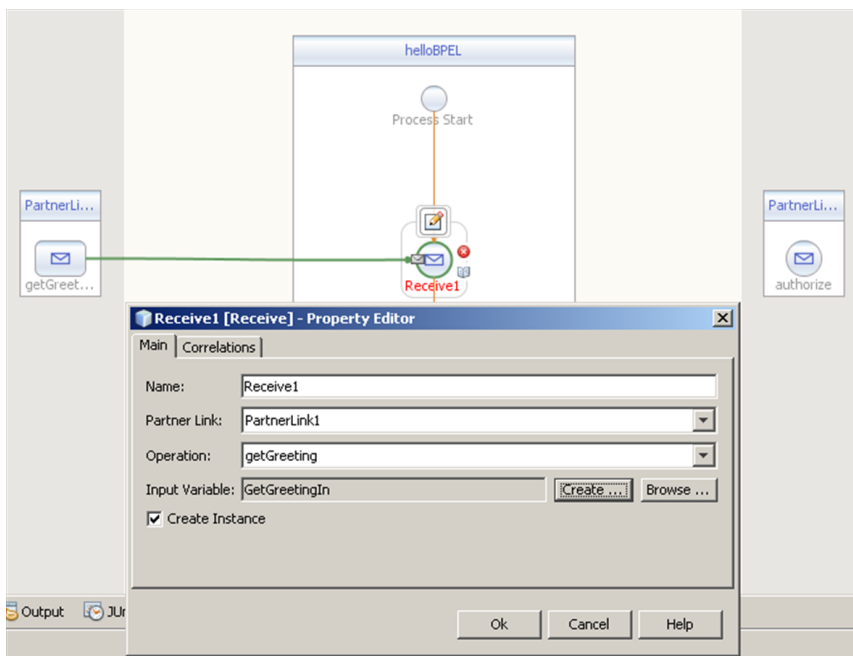 helloBPEL
Process Start
PartnerLi...
PartnerLi...
getGreet...
Receive1
authorize
Receive1 [Receive] - Property Editor
Main Correlations
Name: Receive1
Partner Link: PartnerLink1
Operation: getGreeting
Input Variable: GetGreetingIn Create ... Browse ...
Create Instance
Output
Ok Cancel Help